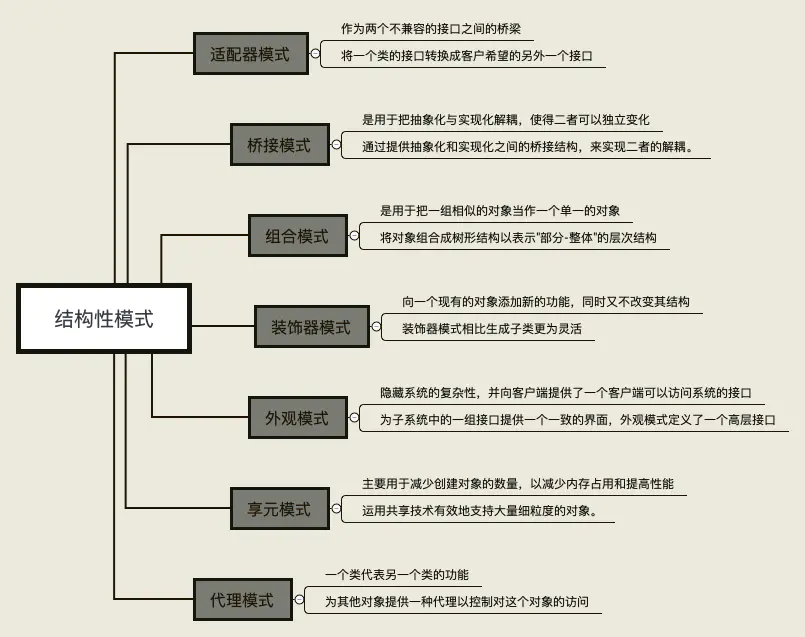 结构性模式
适配器模式
作为两个不兼容的接口之间的桥梁
将一个类的接口转换成客户希望的另外一个接口
桥接模式
是用于把抽象化与实现化解耦，使得二者可以独立变化
通过提供抽象化和实现化之间的桥接结构，来实现二者的解耦。
组合模式
是用于把一组相似的对象当作一个单一的对象
将对象组合成树形结构以表示"部分-整体"的层次结构
装饰器模式
向一个现有的对象添加新的功能，同时又不改变其结构
装饰器模式相比生成子类更为灵活
外观模式
隐藏系统的复杂性，并向客户端提供了一个客户端可以访问系统的接口
为子系统中的一组接口提供一个一致的界面，外观模式定义了一个高层接口
享元模式
主要用于减少创建对象的数量，以减少内存占用和提高性能
运用共享技术有效地支持大量细粒度的对象。
代理模式
一个类代表另一个类的功能
为其他对象提供一种代理以控制对这个对象的访问